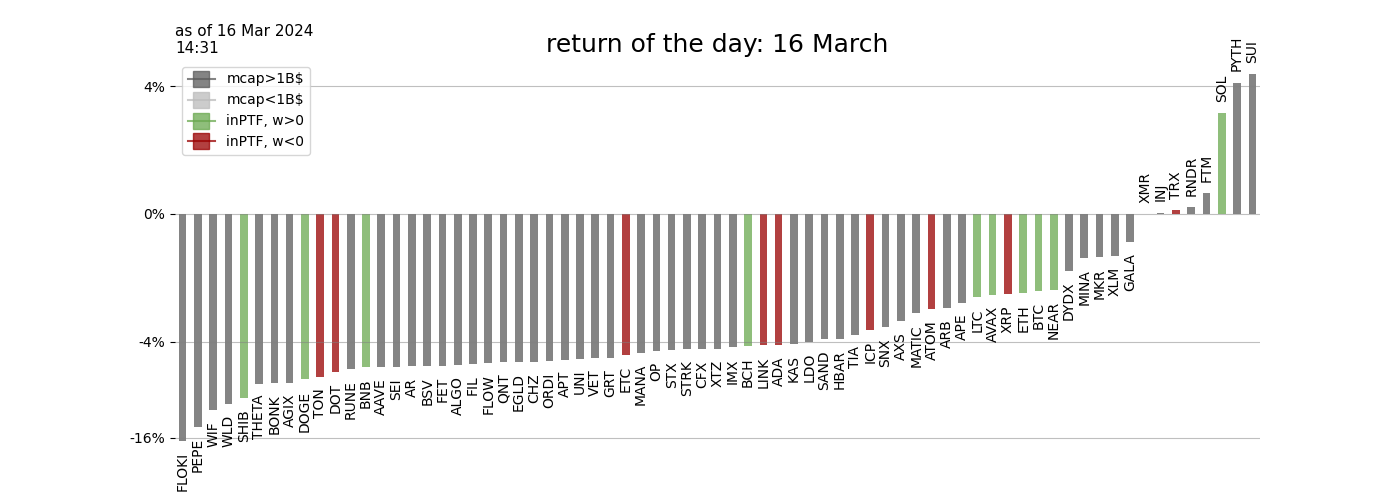 as of 16 Mar 2024
14:31
return of the day: 16 March
mcap>1B$
mcap<1B$
inPTF, w>0
inPTF, w<0
4%
0%
-4%
-16%
FLOKI
PEPE
WIF
WLD
SHIB
THETA
BONK
AGIX
DOGE
TON
DOT
RUNE
BNB
AAVE
SEI
AR
BSV
FET
ALGO
FIL
FLOW
QNT
EGLD
CHZ
ORDI
APT
UNI
VET
GRT
ETC
MANA
OP
STX
STRK
CFX
XTZ
IMX
BCH
LINK
ADA
KAS
LDO
SAND
HBAR
TIA
ICP
SNX
AXS
MATIC
ATOM
ARB
APE
LTC
AVAX
XRP
ETH
BTC
NEAR
DYDX
MINA
MKR
XLM
GALA
XMR
INJ
TRX
RNDR
FTM
SOL
PYTH
SUI